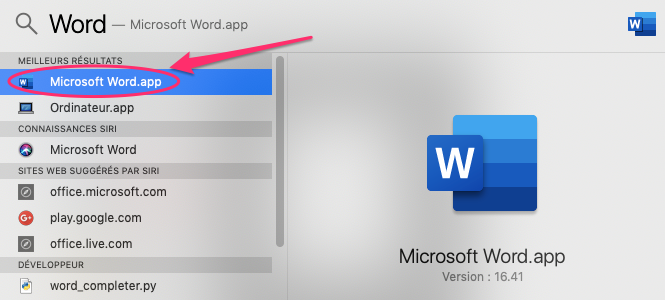 Word — Microsoft Word.app
MEILLEURS RÉSULTATS
Microsoft Word.app
Ordinateur.app
CONNAISSANCES SIRI
Microsoft Word
SITES WEB SUGGÉRÉS PAR SIRI
office.microsoft.com
play.google.com
office.live.com
DÉVELOPPEUR
word_completer.py
W
Microsoft Word.app
Version : 16.41